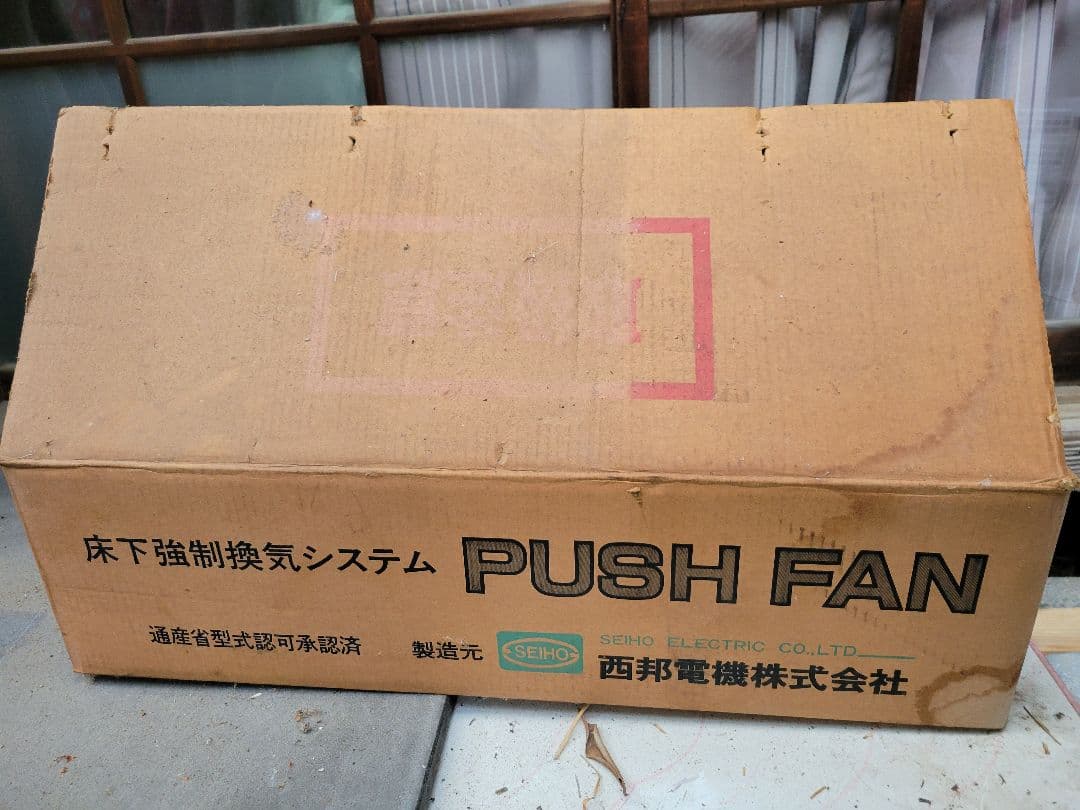 床下強制換気システム PUSH FAN
通産省型式認可承認済 製造元 SEIHO SEIHO ELECTRIC CO.,LTD
西邦電機株式会社